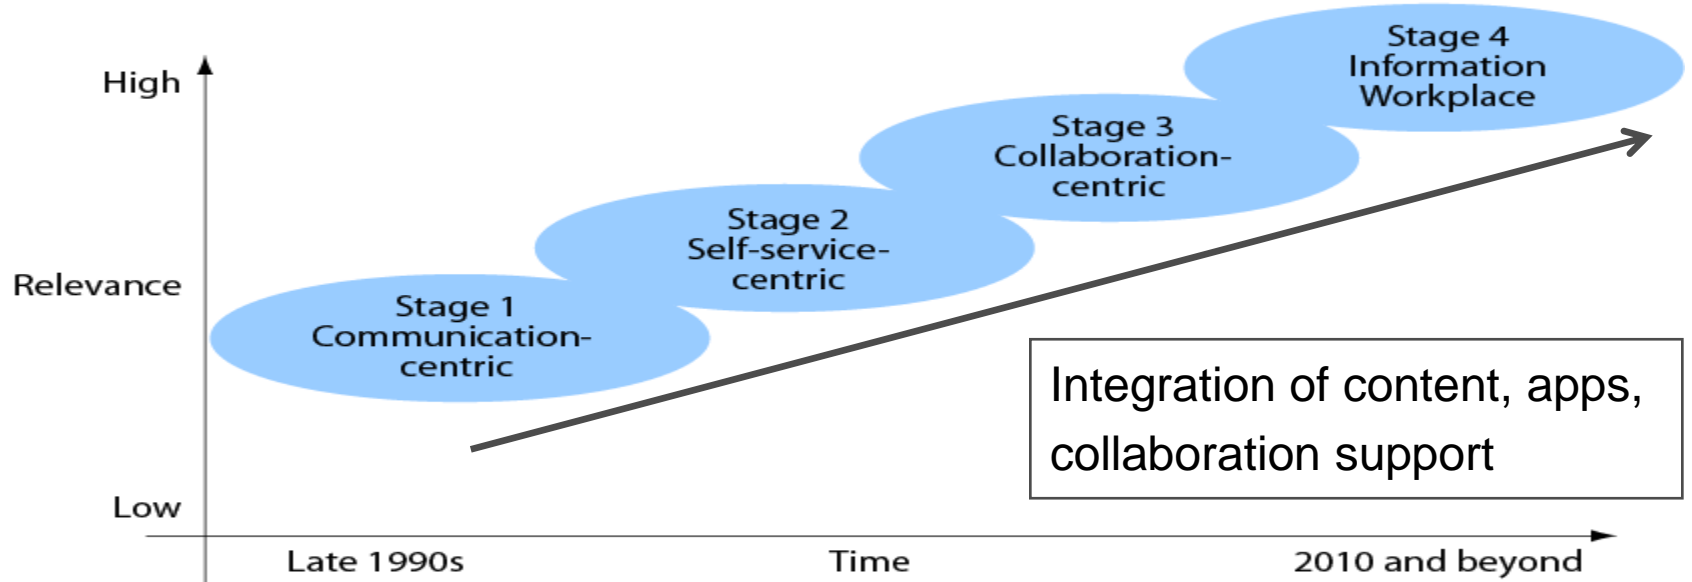 Stage 4
Information
Workplace
High
Stage 3
Collaboration-
centric
Stage 2
Self-service-
centric
Relevance
Stage 1
Communication-
centric
Integration of content, apps,
collaboration support
Low
Late 1990s
Time
2010 and beyond